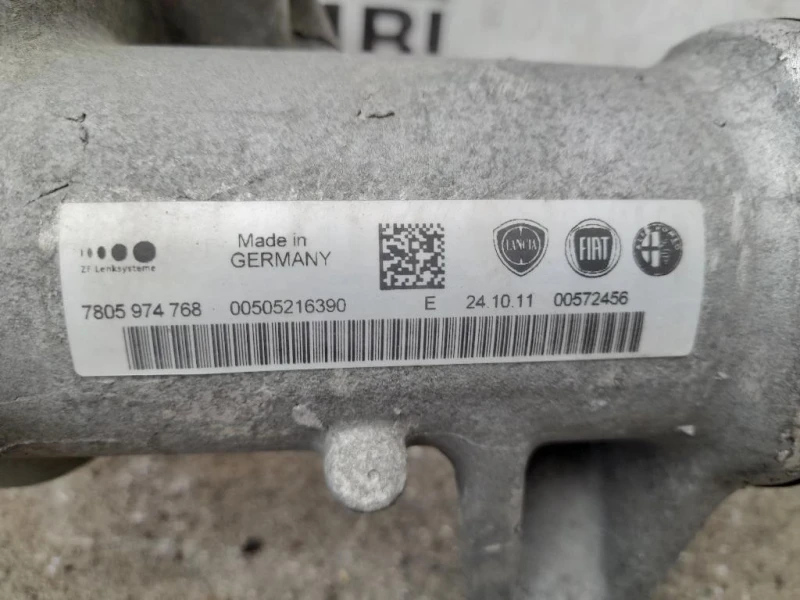 ZF Lenksysteme
Made in
GERMANY
LANCIA
FIAT
7805 974 768 00505216390 E 24.10.11 00572456